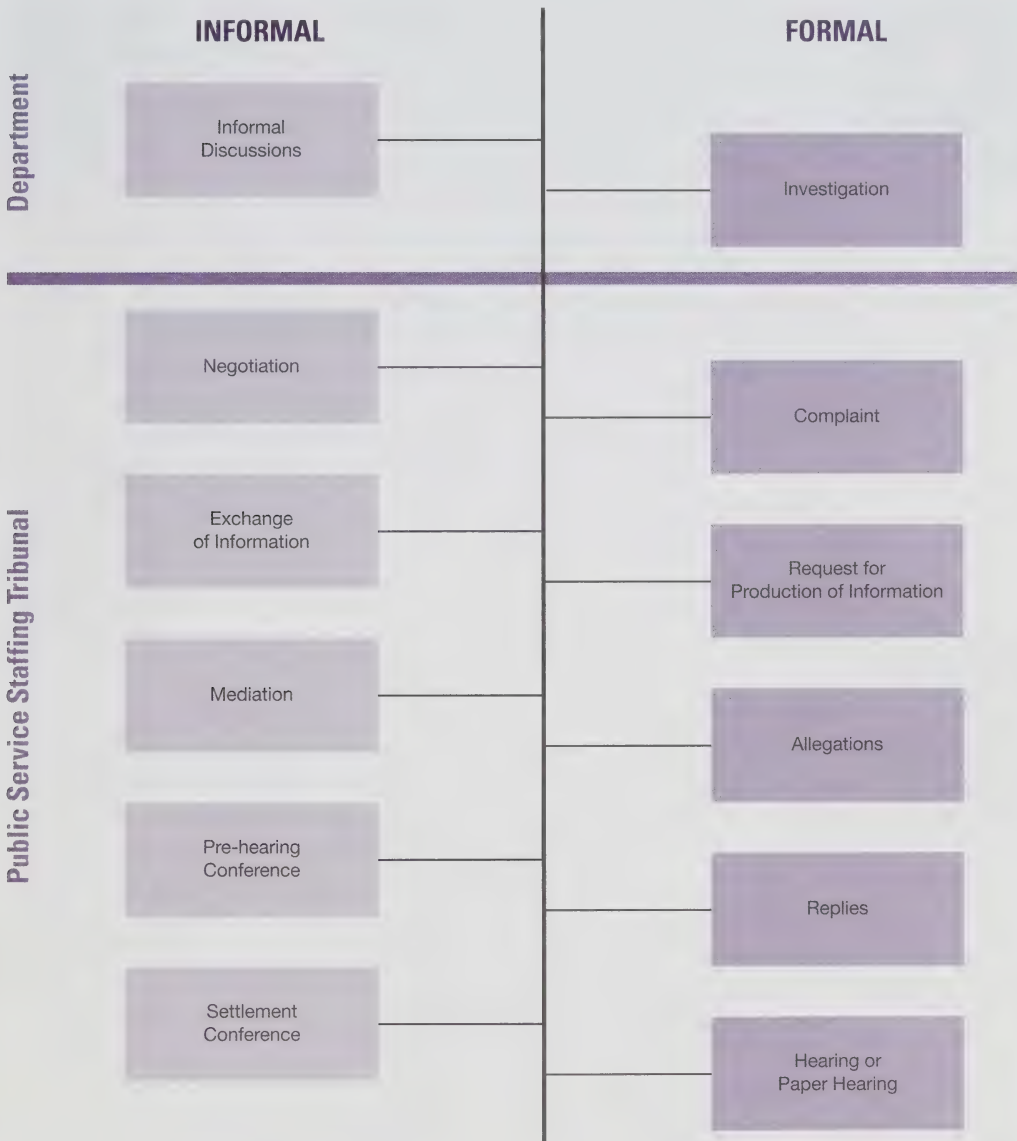 INFORMAL
FORMAL
Department
Informal
Discussions
Investigation
Public Service Staffing Tribunal
Negotiation
Complaint
Exchange
of Information
Request for
Production of Information
Mediation
Allegations
Pre-hearing
Conference
Replies
Settlement
Conference
Hearing or
Paper Hearing